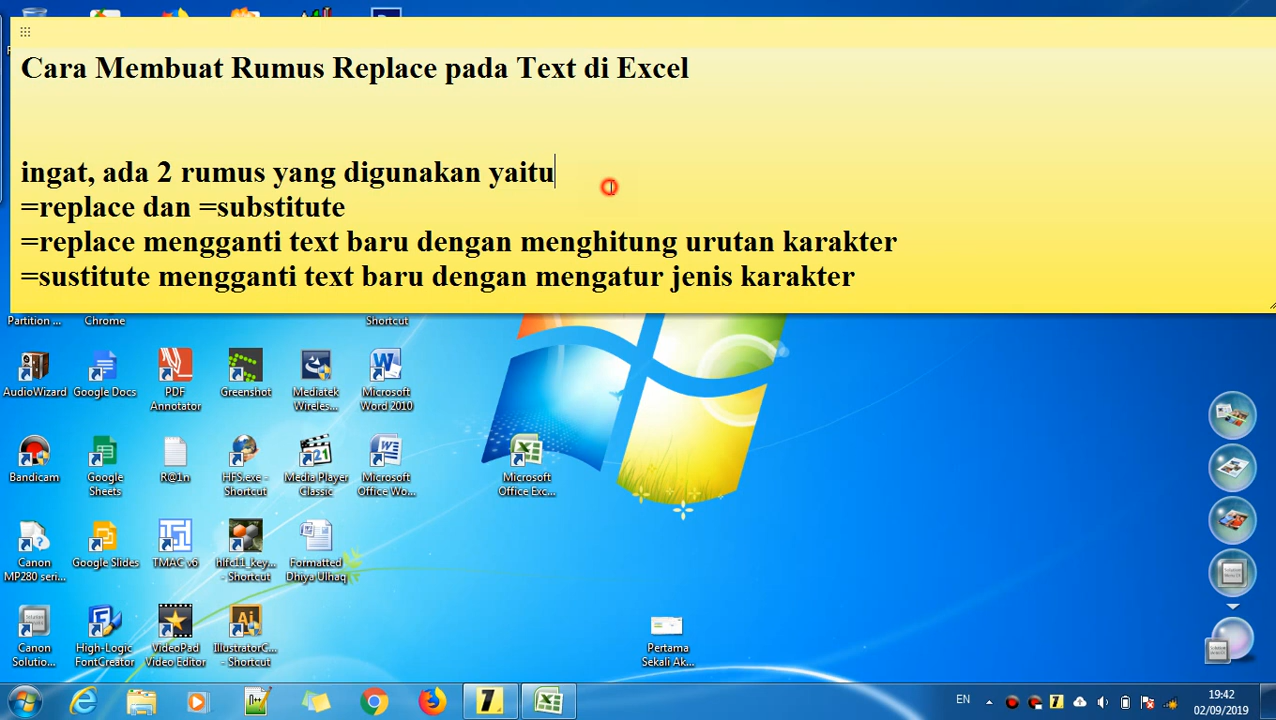 Cara Membuat Rumus Replace pada Text di Excel
ingat, ada 2 rumus yang digunakan yaitu
=replace dan =substitute
=replace mengganti text baru dengan menghitung urutan karakter
=sustitute mengganti text baru dengan mengatur jenis karakter
Partition ...
Chrome
Shortcut
AudioWizard
Google Docs
PDF
Annotator
Greenshot
Mediatek
Wireles...
Microsoft
Word 2010
Bandicam
Google
Sheets
R@1n
HFS.exe -
Shortcut
Media Player
Classic
Microsoft
Office Wo...
Microsoft
Office Exc...
Canon
MP280 seri...
Google Slides
TMAC v6
- Shortcut
Formatted
Dhiya Ulhaq
Canon
Solutio...
High-Logic
FontCreator
VideoPad
Video Editor
IllustratorC...
- Shortcut
Pertama
Sekali Ak...
EN
19:42
02/09/2019